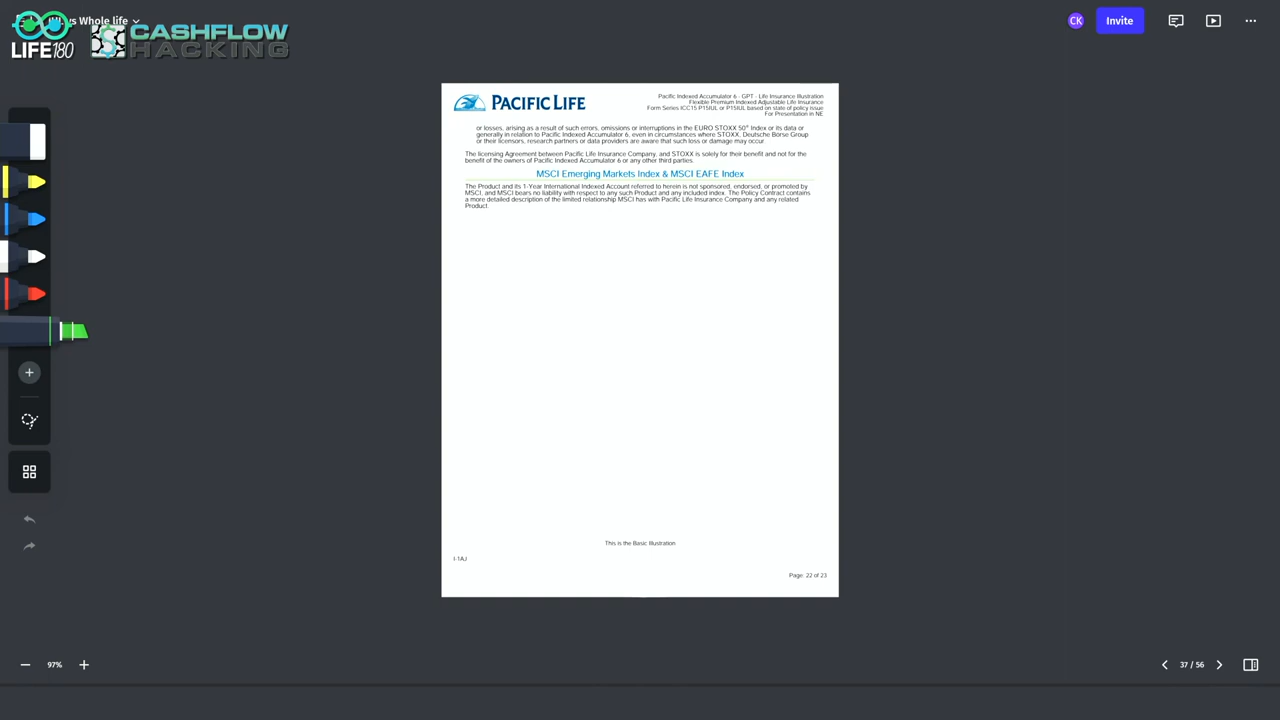 Whole life
CK
Invite
LIFE180
CASHFLOW
HACKING
PACIFIC LIFE
Pacific Indexed Accumulator 6 - GPT - Life Insurance Illustration
Flexible Premium Indexed Adjustable Life Insurance
Form Series ICC15 P15IUL or P15IUL based on state of policy issue
For Presentation in NE
or losses, arising as a result of such errors, omissions or interruptions in the EURO STOXX 50® Index or its data or
generally in relation to Pacific Indexed Accumulator 6, even in circumstances where STOXX, Deutsche Börse Group
or their licensors, research partners or data providers are aware that such loss or damage may occur
The licensing Agreement between Pacific Life Insurance Company, and STOXX is solely for their benefit and not for the
benefit of the owners of Pacific Indexed Accumulator 6 or any other third parties.
MSCI Emerging Markets Index & MSCI EAFE Index
The Product and its 1-Year International Indexed Account referred to herein is not sponsored, endorsed, or promoted by
MSCI, and MSCI bears no liability with respect to any such Product and any included index. The Policy Contract contains
a more detailed description of the limited relationship MSCI has with Pacific Life Insurance Company and any related
Product.
This is the Basic Illustration
Page: 22 of 23
97%
37 / 56